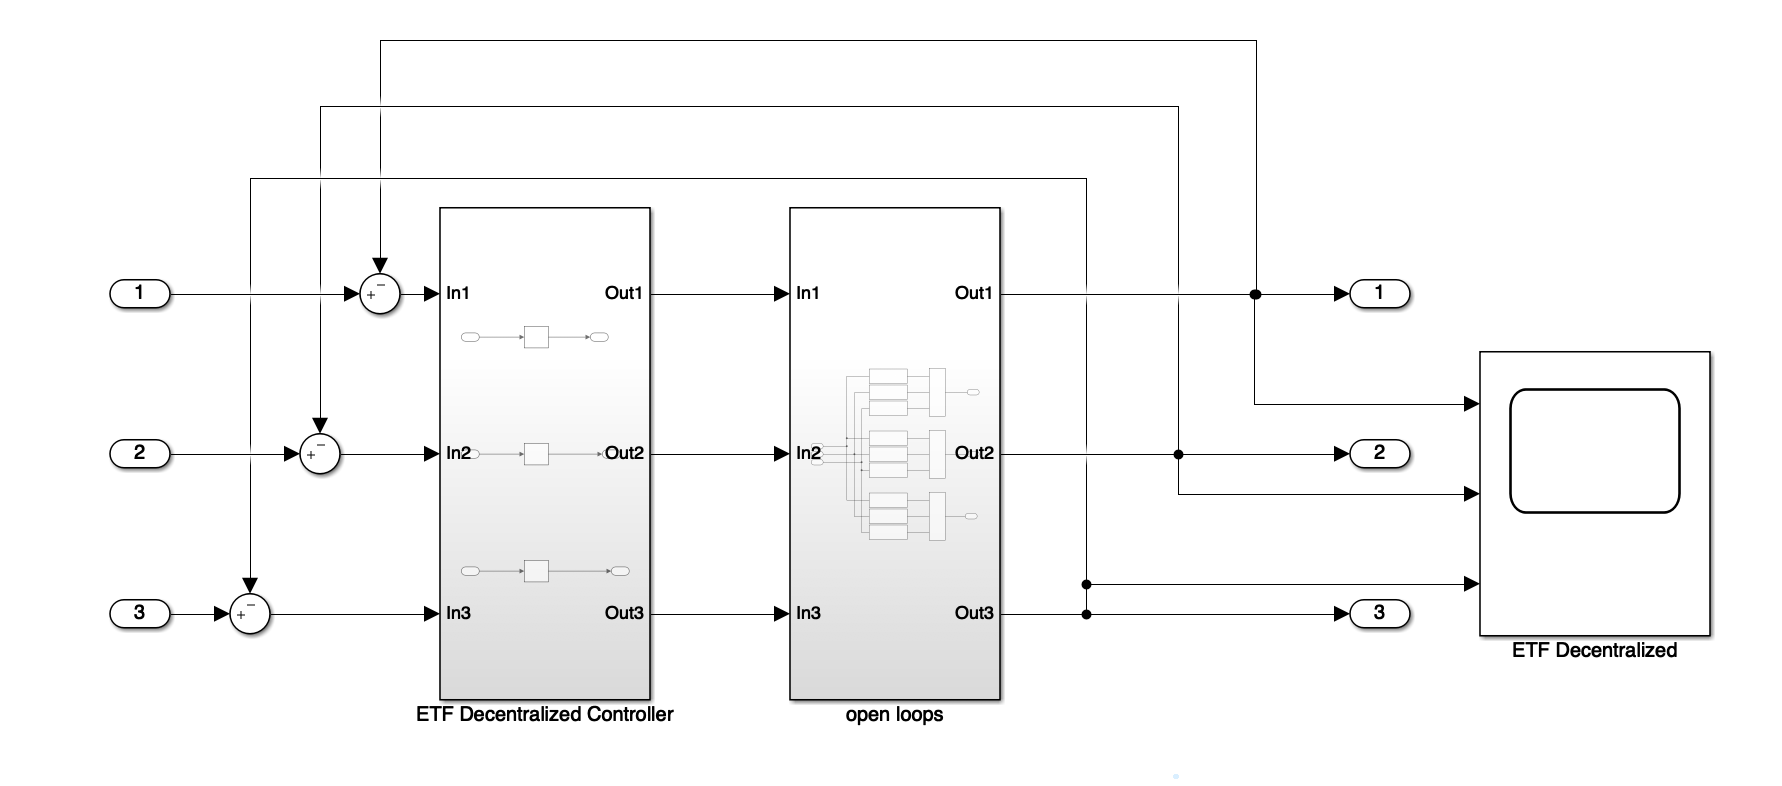 1
+
−
In1
Out1
In1
Out1
1
2
+
−
In2
Out2
In2
Out2
2
3
+
−
In3
Out3
In3
Out3
3
ETF Decentralized
ETF Decentralized Controller
open loops